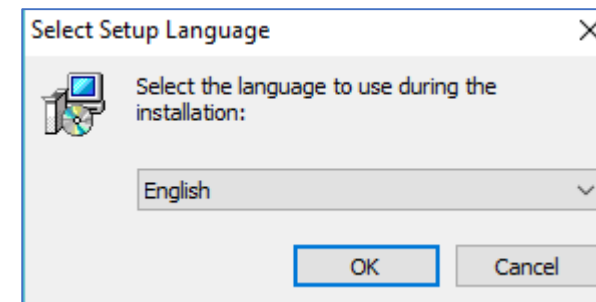 Select Setup Language
Select the language to use during the
installation:
English
OK
Cancel